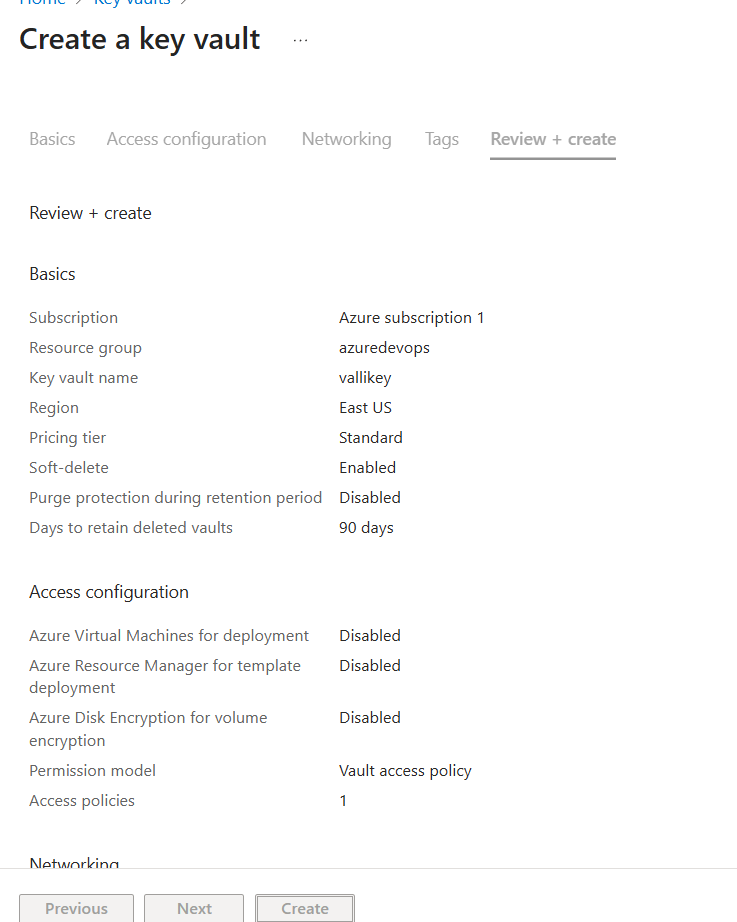 Home > Key vaults >
Create a key vault ...
Basics Access configuration Networking Tags Review + create
Review + create
Basics
Subscription Azure subscription 1
Resource group azuredevops
Key vault name vallikey
Region East US
Pricing tier Standard
Soft-delete Enabled
Purge protection during retention period Disabled
Days to retain deleted vaults 90 days
Access configuration
Azure Virtual Machines for deployment Disabled
Azure Resource Manager for template Disabled
deployment
Azure Disk Encryption for volume Disabled
encryption
Permission model Vault access policy
Access policies 1
Networking
Previous Next Create